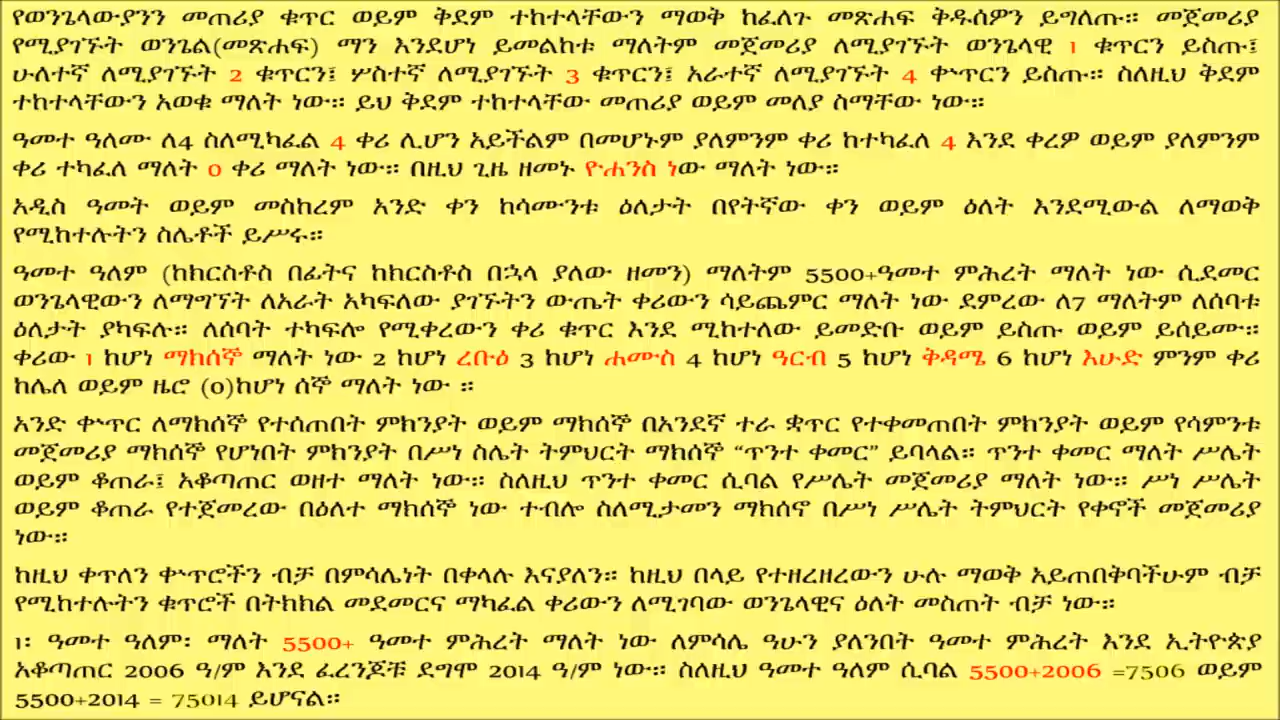 የወንጌላውያንን መጠሪያ ቁጥር ወይም ቅደም ተከተላቸውን ማወቅ ከፈለጉ መጽሐፍ ቅዱሰዎን ይግለጡ። መጀመሪያ
የሚያገኙት ወንጌል(መጽሐፍ) ማን እንደሆነ ይመልከቱ ማለትም መጀመሪያ ለሚያገኙት ወንጌላዊ 1 ቁጥርን ይስጡ፤
ሁለተኛ ለሚያገኙት 2 ቁጥርን፤ ሦስተኛ ለሚያገኙት 3 ቁጥርን፤ አራተኛ ለሚያገኙት 4 ቍጥርን ይስጡ። ስለዚህ ቅደም
ተከተላቸውን አወቁ ማለት ነው። ይህ ቅደም ተከተላቸው መጠሪያ ወይም መለያ ስማቸው ነው።
ዓመተ ዓለሙ ለ4 ስለሚካፈል 4 ቀሪ ሊሆን አይችልም በመሆኑም ያለምንም ቀሪ ከተካፈለ 4 እንደ ቀረዎ ወይም ያለምንም
ቀሪ ተካፈለ ማለት 0 ቀሪ ማለት ነው። በዚህ ጊዜ ዘመኑ ዮሐንስ ነው ማለት ነው።
አዲስ ዓመት ወይም መስከረም አንድ ቀን ከሳሙንቱ ዕለታት በየትኛው ቀን ወይም ዕለት እንደሚውል ለማወቅ
የሚከተሉትን ስሌቶች ይሥሩ።
ዓመተ ዓለም (ከክርስቶስ በፊትና ከክርስቶስ በኋላ ያለው ዘመን) ማለትም 5500+ዓመተ ምሕረት ማለት ነው ሲደመር
ወንጌላዊውን ለማግኘት ለአራት አካፍለው ያገኙትን ውጤት ቀሪውን ሳይጨምር ማለት ነው ደምረው ለ7 ማለትም ለሰባቱ
ዕለታት ያካፍሉ። ለሰባት ተካፍሎ የሚቀረውን ቀሪ ቁጥር እንደ ሚከተለው ይመድቡ ወይም ይስጡ ወይም ይሰይሙ።
ቀሪው 1 ከሆነ ማክሰኞ ማለት ነው 2 ከሆነ ረቡዕ 3 ከሆነ ሐሙስ 4 ከሆነ ዓርብ 5 ከሆነ ቅዳሜ 6 ከሆነ እሁድ ምንም ቀሪ
ከሌለ ወይም ዜሮ (0)ከሆነ ሰኞ ማለት ነው ።
አንድ ቍጥር ለማክሰኞ የተሰጠበት ምክንያት ወይም ማክሰኞ በአንደኛ ተራ ቋጥር የተቀመጠበት ምክንያት ወይም የሳምንቱ
መጀመሪያ ማክሰኞ የሆነበት ምክንያት በሥነ ስሌት ትምህርት ማክሰኞ “ጥንተ ቀመር” ይባላል። ጥንተ ቀመር ማለት ሥሌት
ወይም ቆጠራ፤ አቆጣጠር ወዘተ ማለት ነው። ስለዚህ ጥንተ ቀመር ሲባል የሥሌት መጀመሪያ ማለት ነው። ሥነ ሥሌት
ወይም ቆጠራ የተጀመረው በዕለተ ማክሰኞ ነው ተብሎ ስለሚታመን ማክሰኖ በሥነ ሥሌት ትምህርት የቀኖች መጀመሪያ
ነው።
ከዚህ ቀጥለን ቍጥሮችን ብቻ በምሳሌነት በቀላሉ እናያለን። ከዚህ በላይ የተዘረዘረውን ሁሉ ማወቅ አይጠበቅባችሁም ብቻ
የሚከተሉትን ቁጥሮች በትክክል መደመርና ማካፈል ቀሪውን ለሚገባው ወንጌላዊና ዕለት መስጠት ብቻ ነው።
1፡ ዓመተ ዓለም፡ ማለት 5500+ ዓመተ ምሕረት ማለት ነው ለምሳሌ ዓሁን ያለንበት ዓመተ ምሕረት እንደ ኢትዮጵያ
አቆጣጠር 2006 ዓ/ም እንደ ፈረንጆቹ ደግሞ 2014 ዓ/ም ነው። ስለዚህ ዓመተ ዓለም ሲባል 5500+2006 =7506 ወይም
5500+2014 = 75014 ይሆናል።